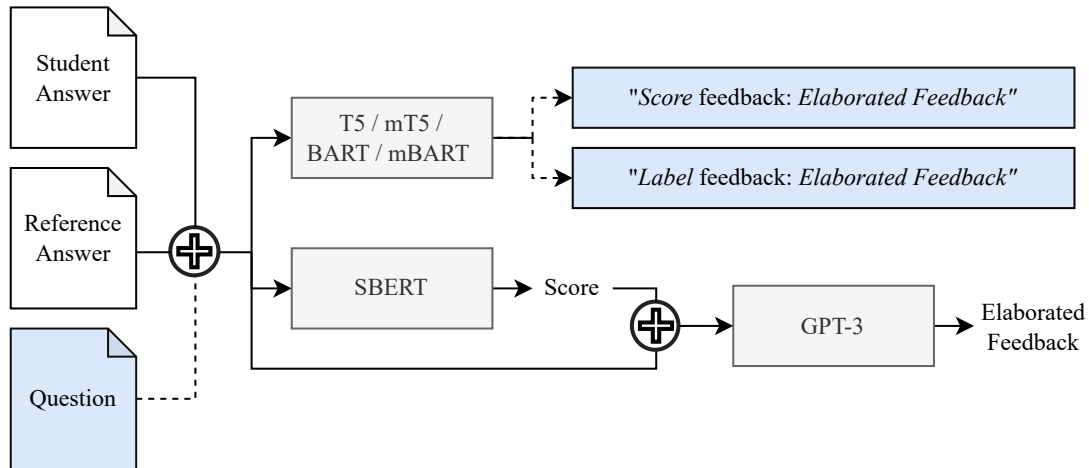 Student
Answer
Reference
Answer
Question
T5 / mT5 /
BART / mBART
"Score feedback: Elaborated Feedback"
"Label feedback: Elaborated Feedback"
SBERT
Score
GPT-3
Elaborated
Feedback